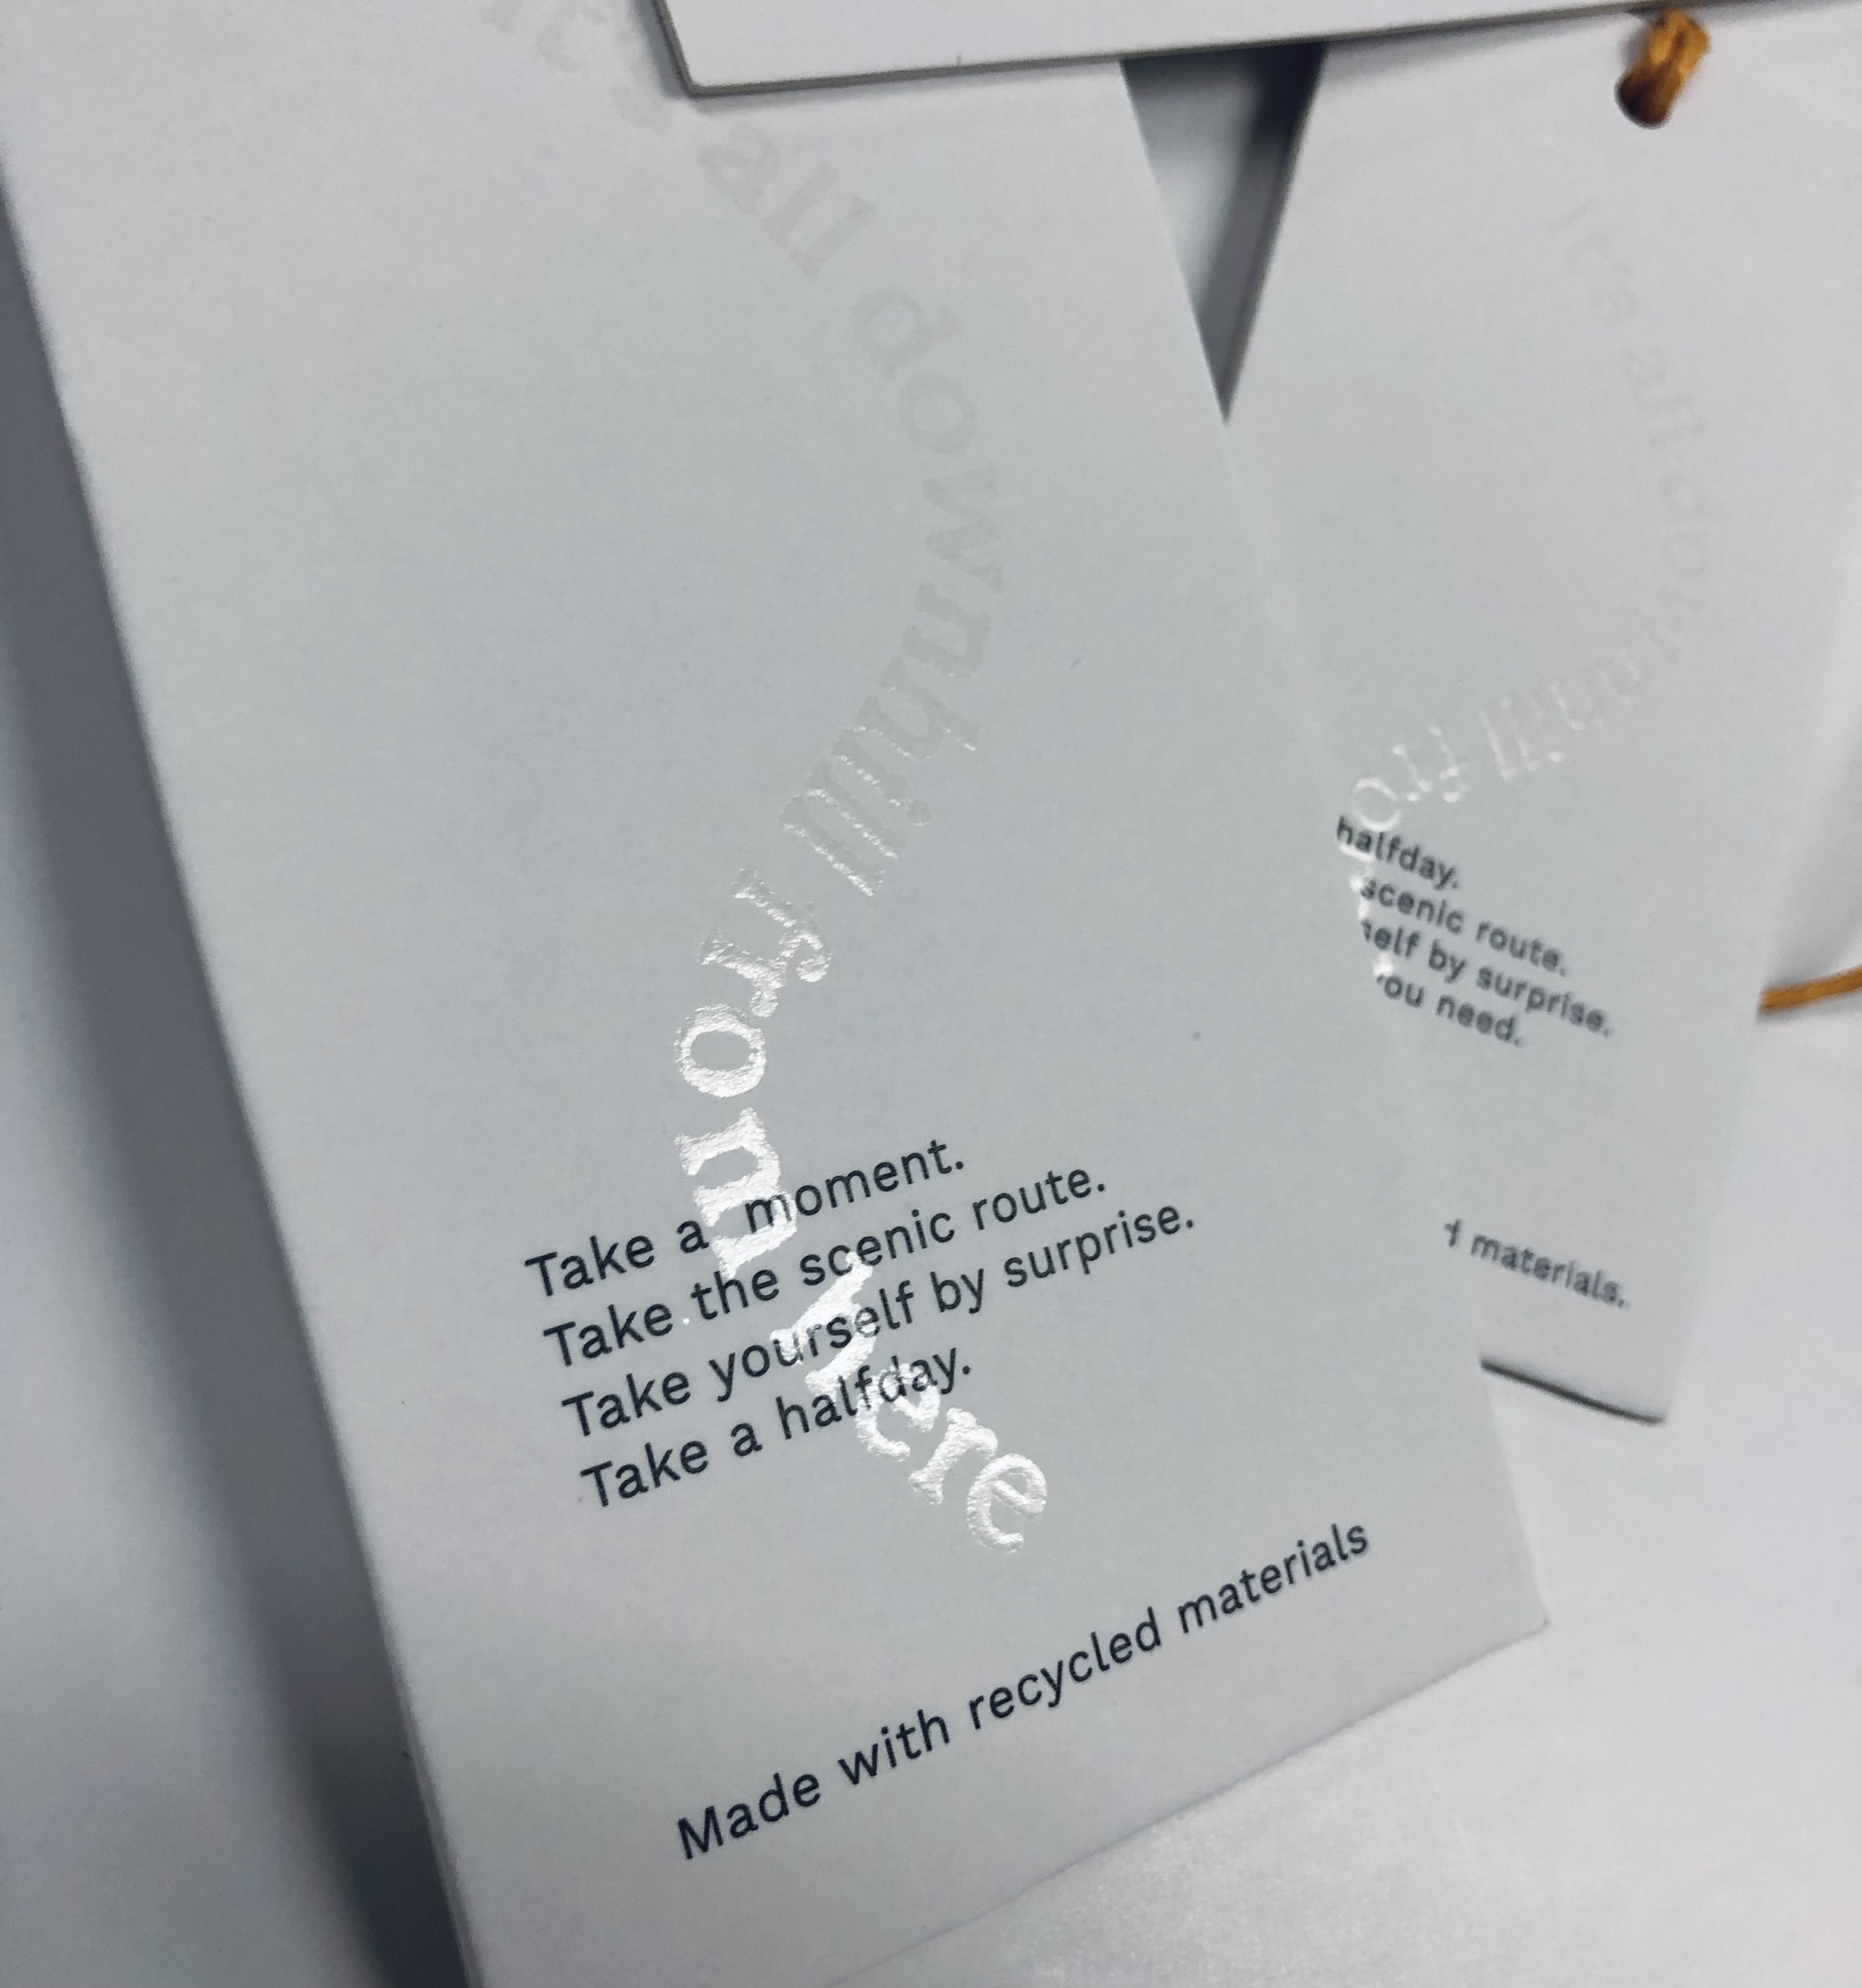 it's all downhill from here
Take a moment.
Take the scenic route.
Take yourself by surprise.
Take a halfday.
Made with recycled materials
It's all downhill fro
halfday.
scenic route.
self by surprise.
ou need.
materials.